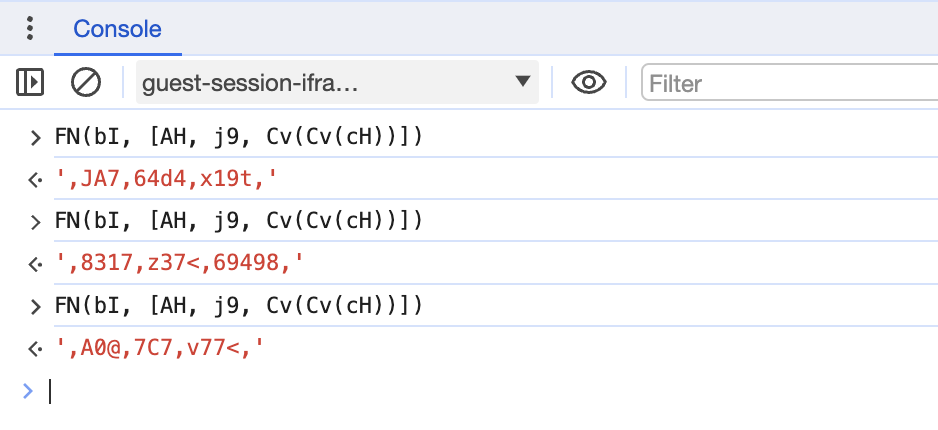 Console
guest-session-ifra…
Filter
FN(bI, [AH, j9, Cv(Cv(cH))])
',JA7,64d4,x19t,'
FN(bI, [AH, j9, Cv(Cv(cH))])
',8317,z37<,69498,'
FN(bI, [AH, j9, Cv(Cv(cH))])
',A0@,7C7,v77<,'